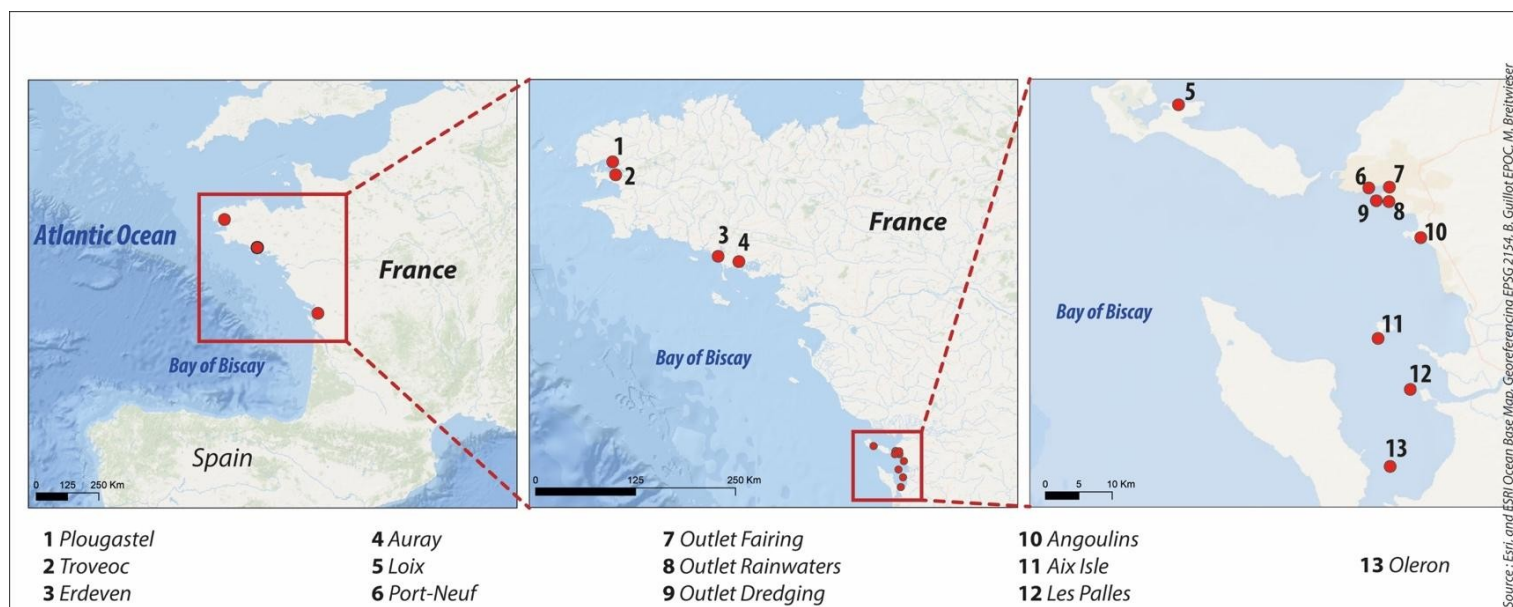 Atlantic Ocean
France
Bay of Biscay
Spain
0 125 250 Km
1
2
3
4
France
Bay of Biscay
0 125 250 Km
5
6
7
9
8
10
Bay of Biscay
11
12
13
0 5 10 Km
Source : Esri, and ESRI Ocean Base Map. Georeferencing EPSG 2154. B. Guillot EPOC, M. Breitwieser
1 Plougastel
2 Troveoc
3 Erdeven
4 Auray
5 Loix
6 Port-Neuf
7 Outlet Fairing
8 Outlet Rainwaters
9 Outlet Dredging
10 Angoulins
11 Aix Isle
12 Les Palles
13 Oleron